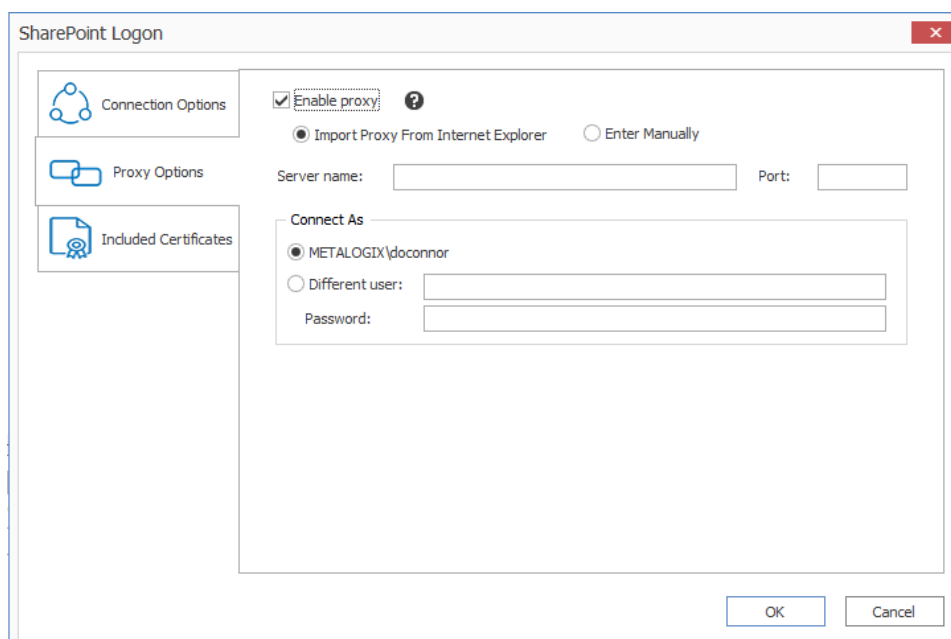 SharePoint Logon
Connection Options
Proxy Options
Included Certificates
Enable proxy ?
Import Proxy From Internet Explorer Enter Manually
Server name: Port:
Connect As
METALOGIX\doconnor
Different user:
Password:
OK Cancel